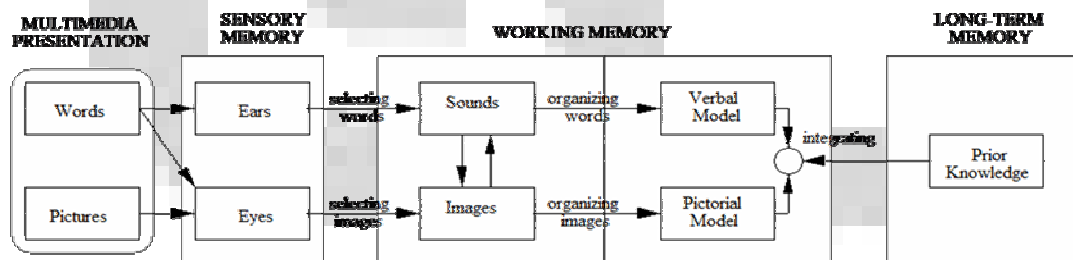 MULTIMEDIA
PRESENTATION
SENSORY
MEMORY
WORKING MEMORY
LONG-TERM
MEMORY
Words
Ears
selecting
words
Sounds
organizing
words
Verbal
Model
integrating
Prior
Knowledge
Pictures
Eyes
selecting
images
Images
organizing
images
Pictorial
Model